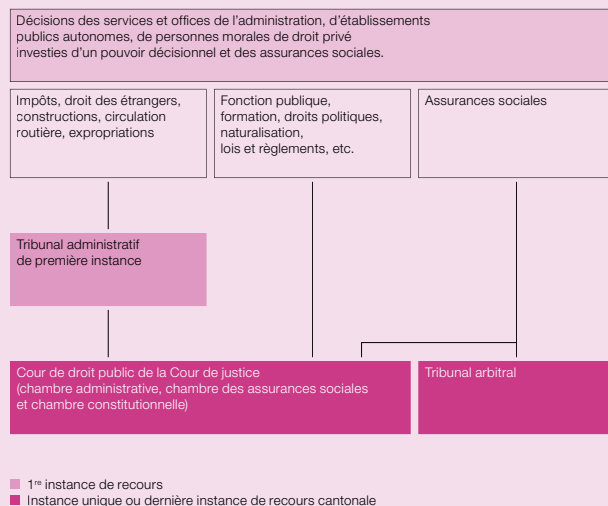 Décisions des services et offices de l'administration, d'établissements
publics autonomes, de personnes morales de droit privé
investies d'un pouvoir décisionnel et des assurances sociales.
Impôts, droit des étrangers,
constructions, circulation
routière, expropriations
Fonction publique,
formation, droits politiques,
naturalisation,
lois et règlements, etc.
Assurances sociales
Tribunal administratif
de première instance
Cour de droit public de la Cour de justice
(chambre administrative, chambre des assurances sociales
et chambre constitutionnelle)
Tribunal arbitral
1re instance de recours
Instance unique ou dernière instance de recours cantonale